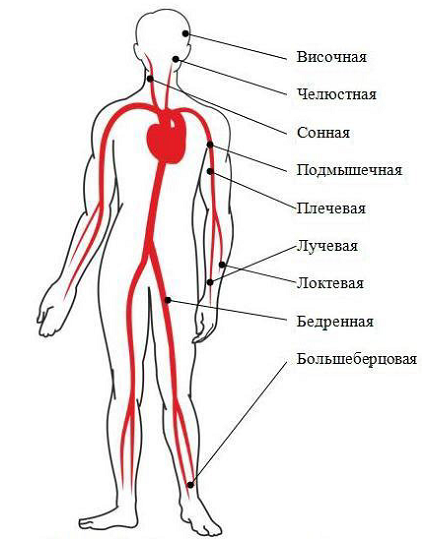 Височная
Челюстная
Сонная
Подмышечная
Плечевая
Лучевая
Локтевая
Бедренная
Большеберцовая